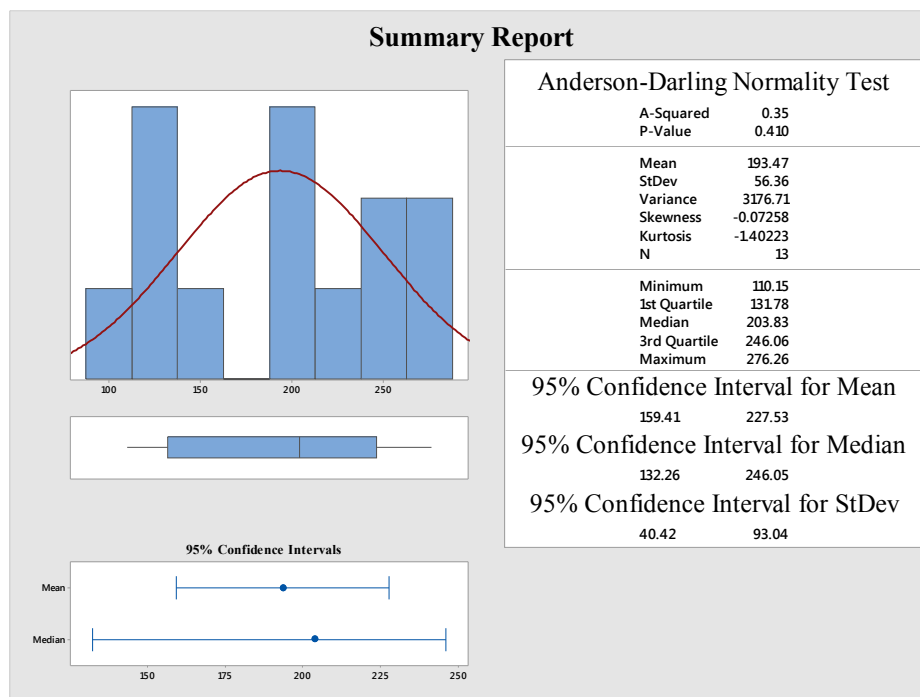 Summary Report
100 150 200 250
95% Confidence Intervals
Mean
Median
150 175 200 225 250
Anderson-Darling Normality Test
A-Squared 0.35
P-Value 0.410
Mean 193.47
StDev 56.36
Variance 3176.71
Skewness -0.07258
Kurtosis -1.40223
N 13
Minimum 110.15
1st Quartile 131.78
Median 203.83
3rd Quartile 246.06
Maximum 276.26
95% Confidence Interval for Mean
159.41 227.53
95% Confidence Interval for Median
132.26 246.05
95% Confidence Interval for StDev
40.42 93.04